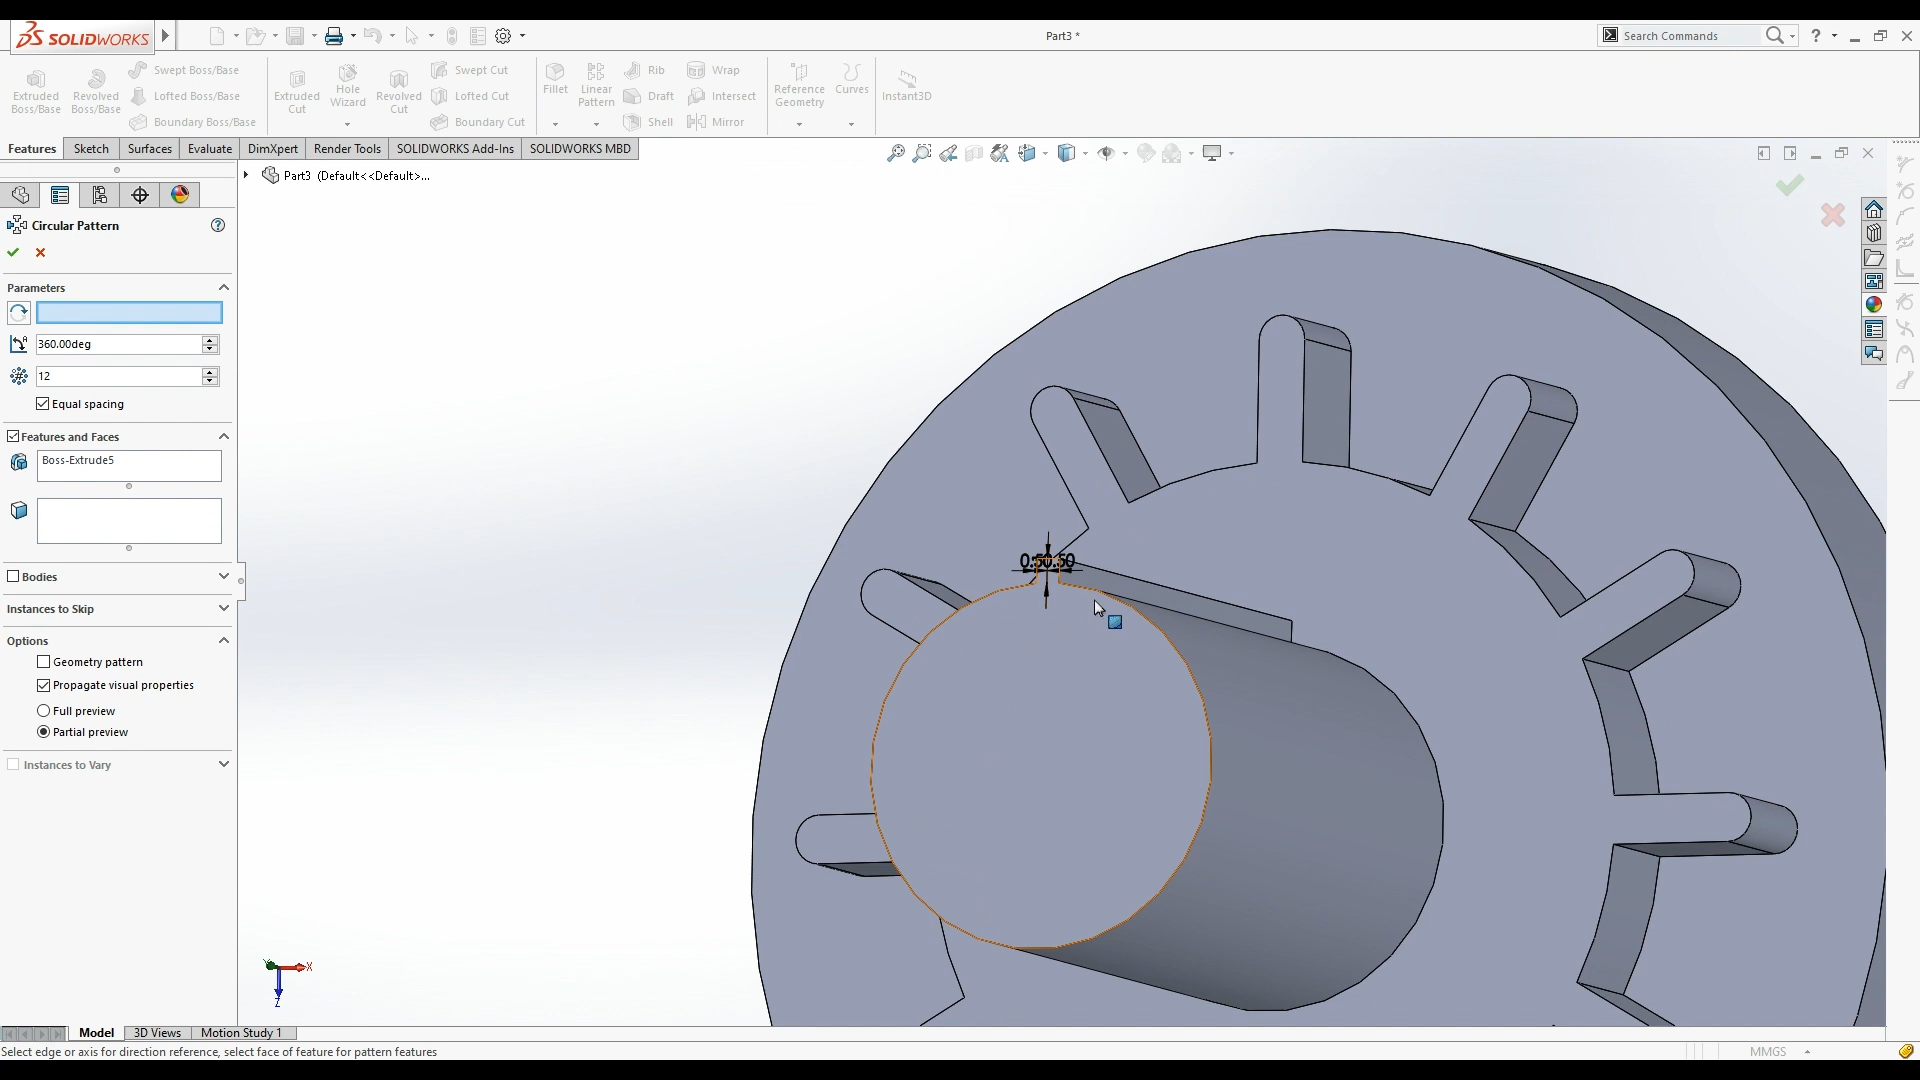 SOLIDWORKS
Part3 *
Search Commands
?
Extruded Boss/Base
Revolved Boss/Base
Swept Boss/Base
Lofted Boss/Base
Boundary Boss/Base
Extruded Cut
Hole Wizard
Revolved Cut
Swept Cut
Lofted Cut
Boundary Cut
Fillet
Linear Pattern
Rib
Draft
Shell
Wrap
Intersect
Mirror
Reference Geometry
Curves
Instant3D
Features
Sketch
Surfaces
Evaluate
DimXpert
Render Tools
SOLIDWORKS Add-Ins
SOLIDWORKS MBD
Part3 (Default<<Default>...
Circular Pattern
?
Parameters
360.00deg
12
Equal spacing
Features and Faces
Boss-Extrude5
Bodies
Instances to Skip
Options
Geometry pattern
Propagate visual properties
Full preview
Partial preview
Instances to Vary
X
Z
Model
3D Views
Motion Study 1
Select edge or axis for direction reference, select face of feature for pattern features
MMGS